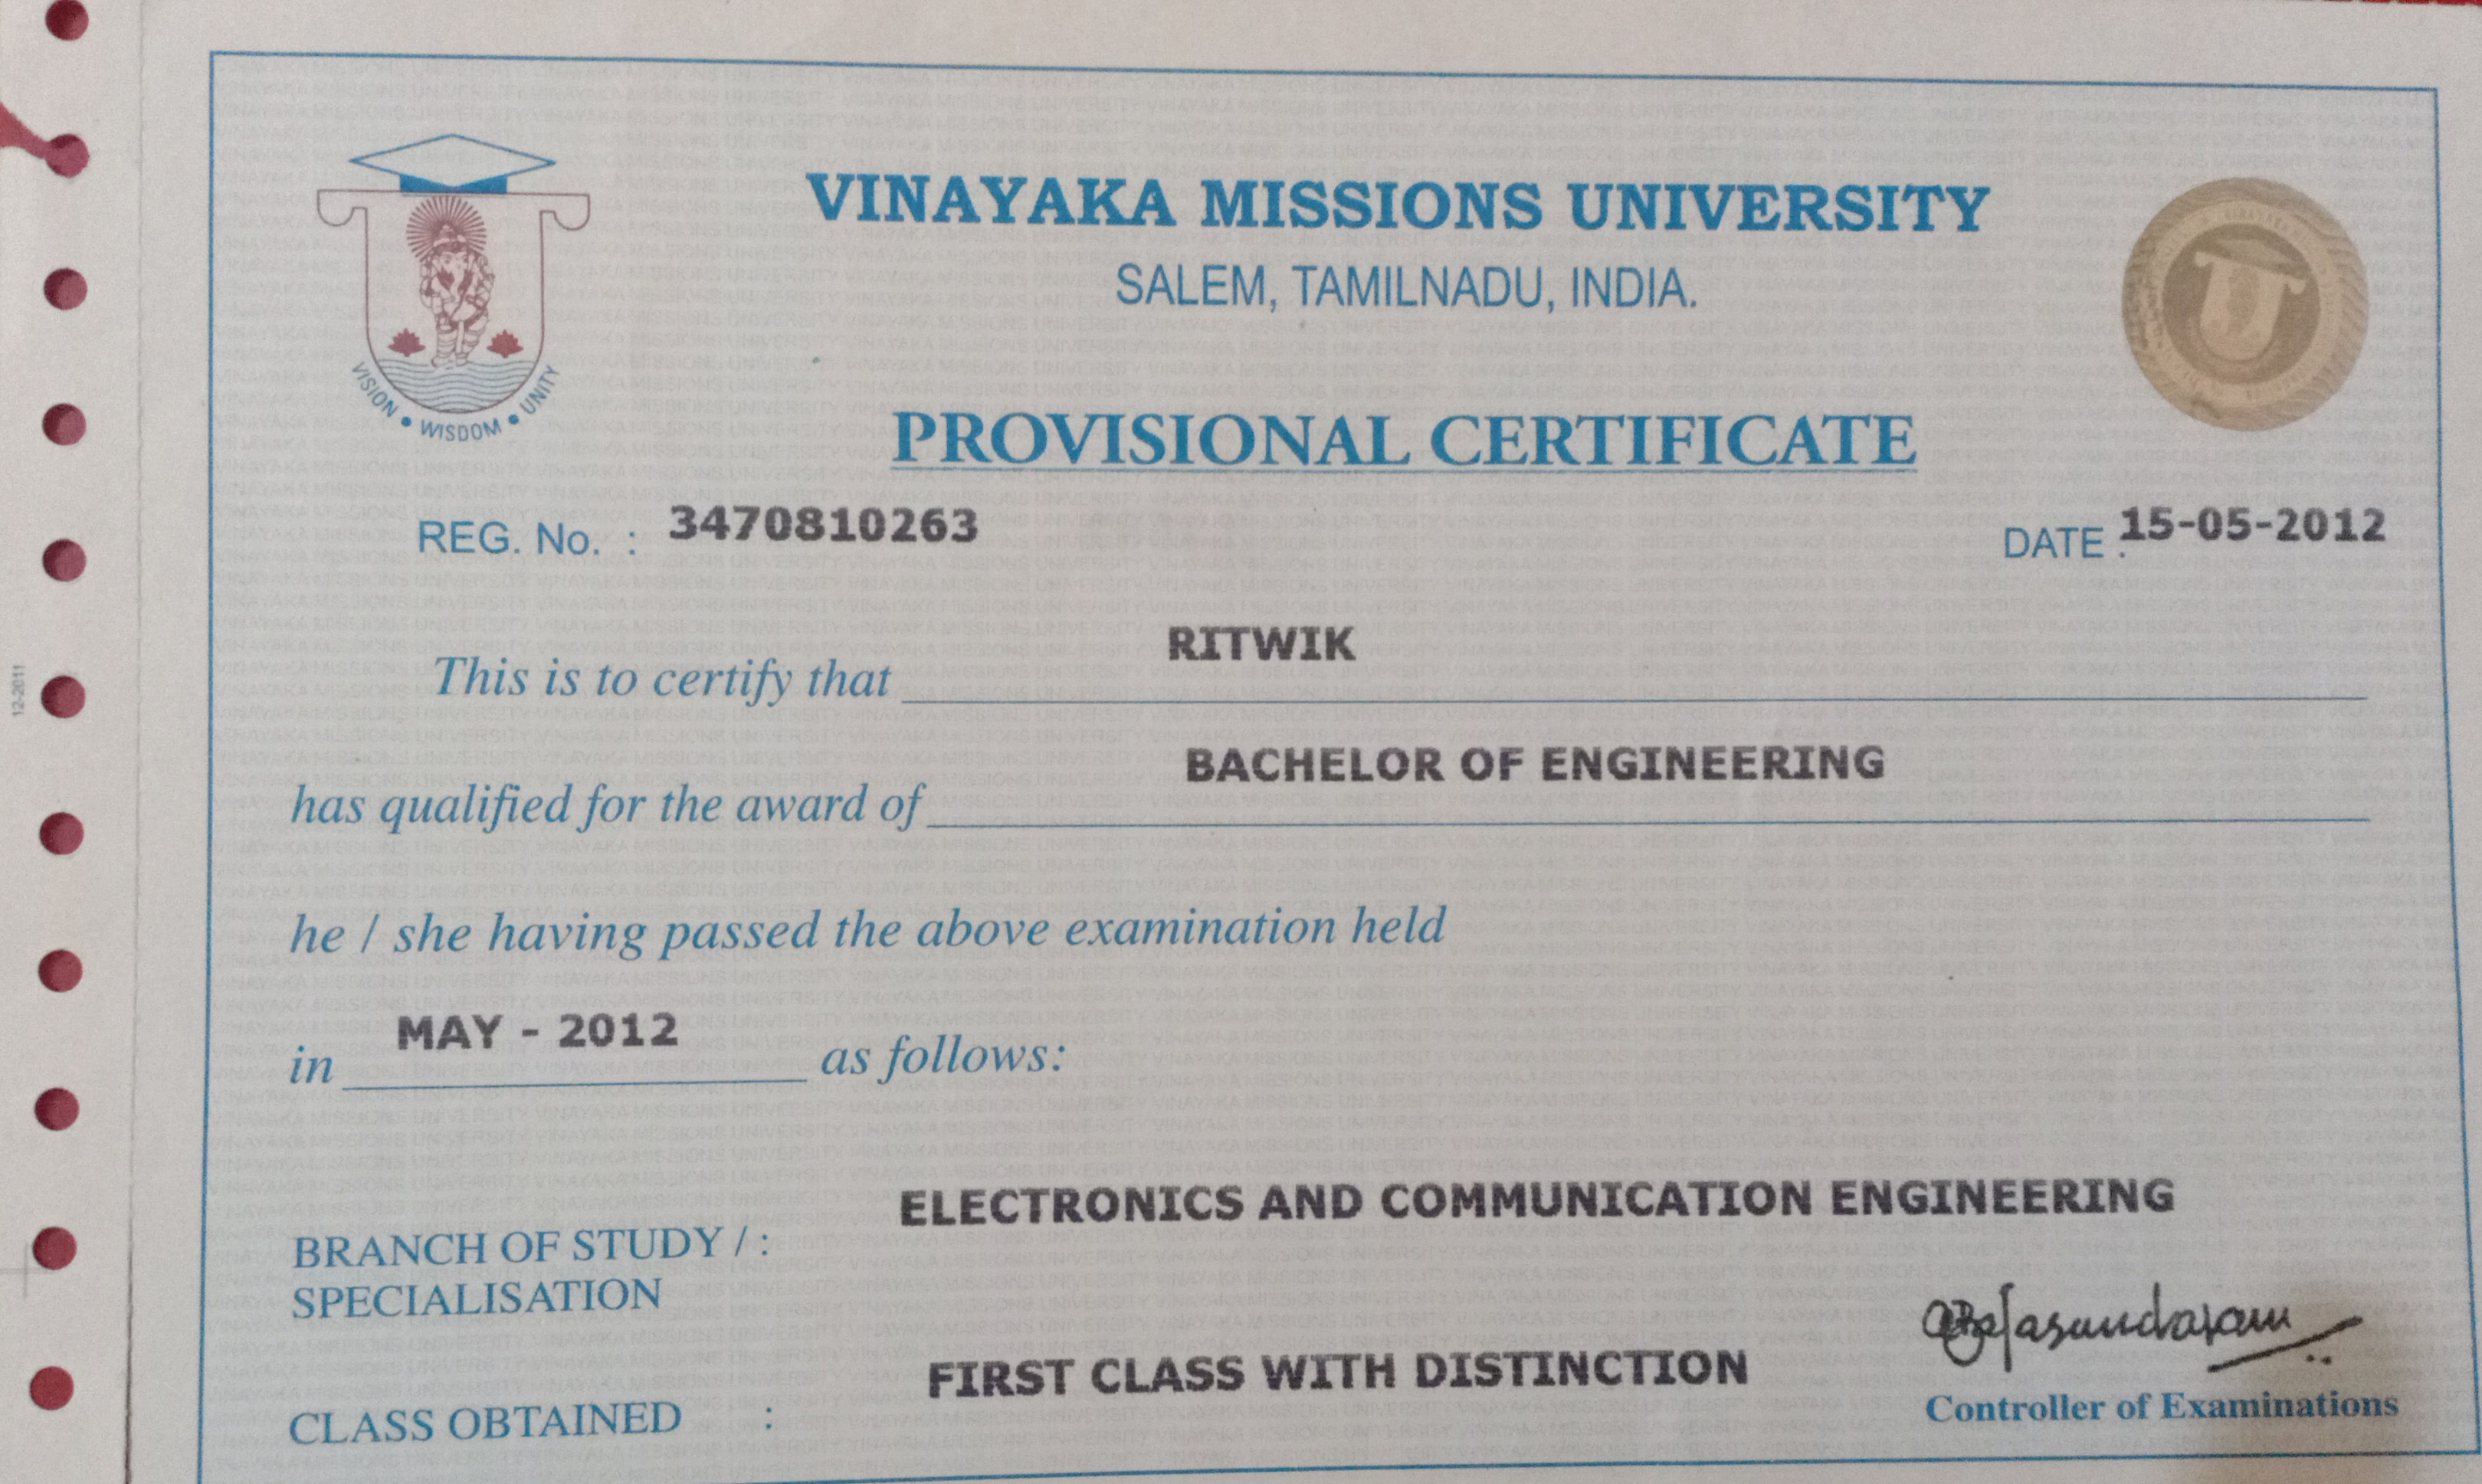 VINAYAKA MISSIONS UNIVERSITY
SALEM, TAMILNADU, INDIA.
VISION • WISDOM • UNITY
PROVISIONAL CERTIFICATE
REG. No. : 3470810263
DATE : 15-05-2012
This is to certify that RITWIK
has qualified for the award of BACHELOR OF ENGINEERING
he / she having passed the above examination held
in MAY - 2012 as follows:
BRANCH OF STUDY / : ELECTRONICS AND COMMUNICATION ENGINEERING
SPECIALISATION
CLASS OBTAINED : FIRST CLASS WITH DISTINCTION
Controller of Examinations
12-2011